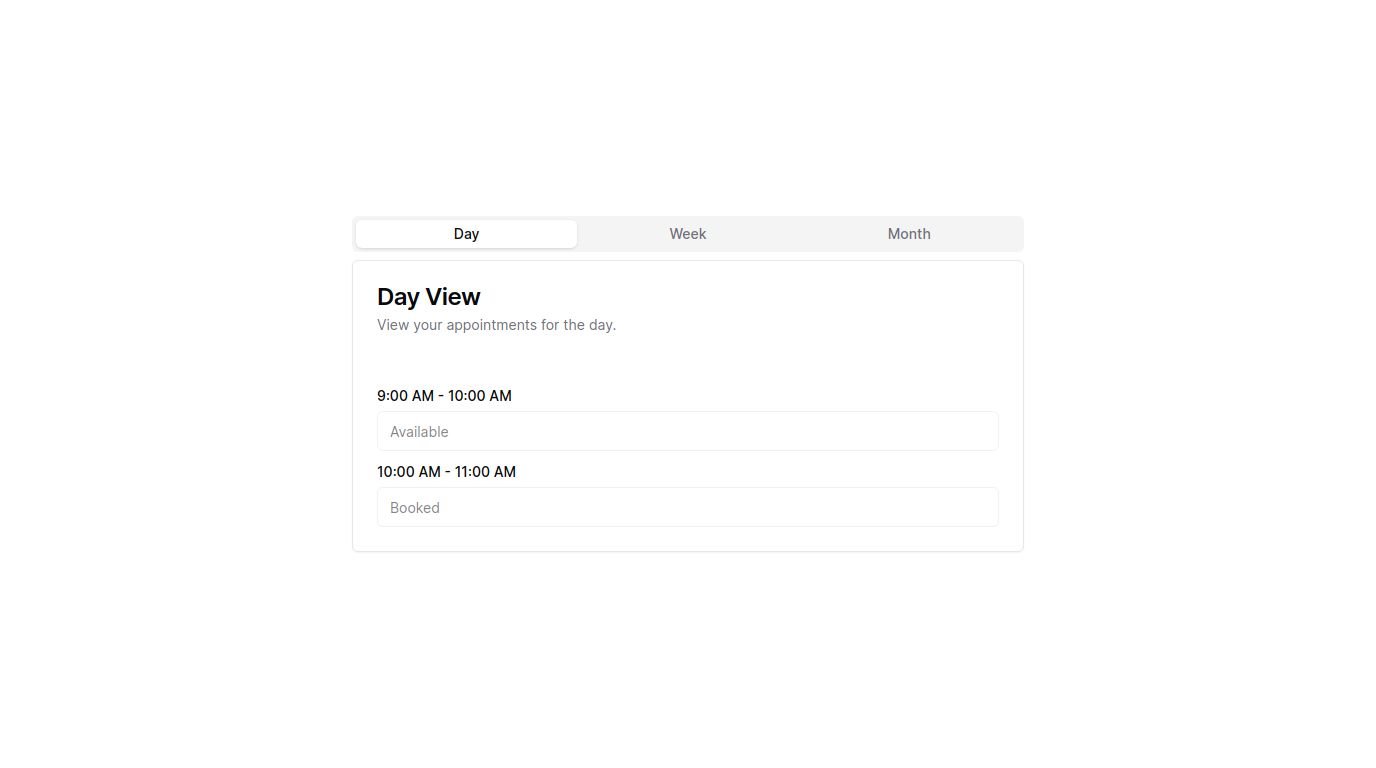 Day Week Month
Day View
View your appointments for the day.
9:00 AM - 10:00 AM
Available
10:00 AM - 11:00 AM
Booked